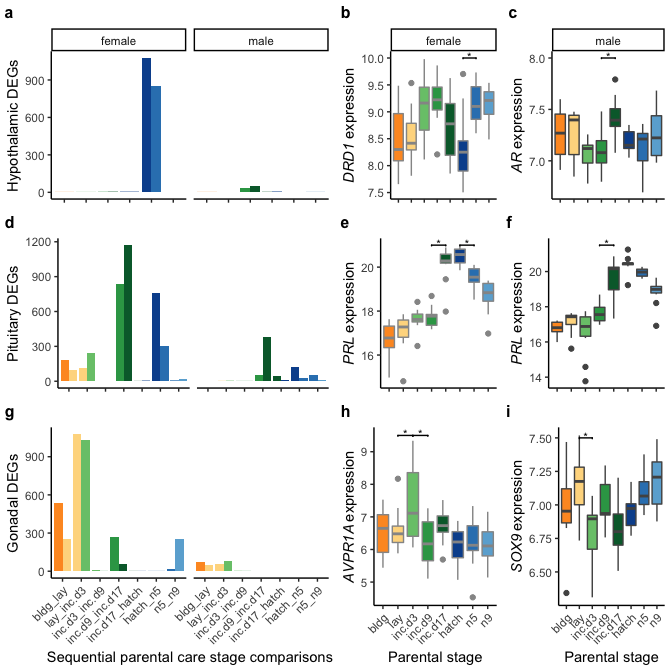 a
b
c
female
male
female
male
Hypothalamic DEGs
900
600
300
0
DRD1 expression
10.0
9.5
9.0
8.5
8.0
7.5
*
AR expression
8.0
7.5
7.0
*
d
e
f
Pituitary DEGs
1200
900
600
300
0
PRL expression
20
18
16
*
*
PRL expression
22
20
18
16
14
*
g
h
i
Gonadal DEGs
900
600
300
0
AVPR1A expression
9
8
7
6
5
*
*
SOX9 expression
7.50
7.25
7.00
6.75
6.50
*
bldg_lay
lay_inc.d3
inc.d3_inc.d9
inc.d9_inc.d17
inc.d17_hatch
hatch_n5
n5_n9
bldg_lay
lay_inc.d3
inc.d3_inc.d9
inc.d9_inc.d17
inc.d17_hatch
hatch_n5
n5_n9
bldg
lay
inc.d3
inc.d9
inc.d17
hatch
n5
n9
bldg
lay
inc.d3
inc.d9
inc.d17
hatch
n5
n9
Sequential parental care stage comparisons
Parental stage
Parental stage